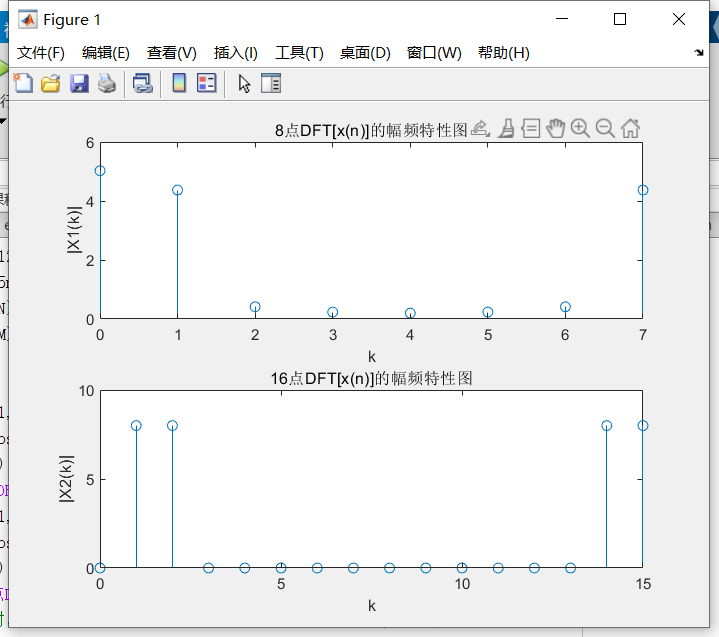 Figure 1
文件(F) 编辑(E) 查看(V) 插入(I) 工具(T) 桌面(D) 窗口(W) 帮助(H)
8点DFT[x(n)]的幅频特性图
6
4
2
0
|X1(k)|
0 1 2 3 4 5 6 7
k
16点DFT[x(n)]的幅频特性图
10
5
0
|X2(k)|
0 5 10 15
k